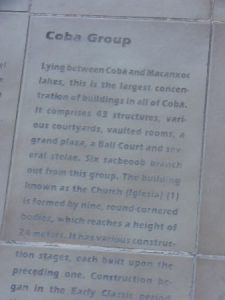 Coba Group
Lying between Coba and Macanxoc
lakes, this is the largest concen-
tration of buildings in all of Coba.
It comprises 43 structures, vari-
ous courtyards, vaulted rooms, a
grand plaza, a Ball Court and sev-
eral stelae. Six sacbeoob branch
out from this group. The building
known as the Church (Iglesia) (1)
is formed by nine, round-cornered
bodies, which reaches a height of
24 meters. It has various construc-
tion stages, each built upon the
preceding one. Construction be-
gan in the Early Classic period